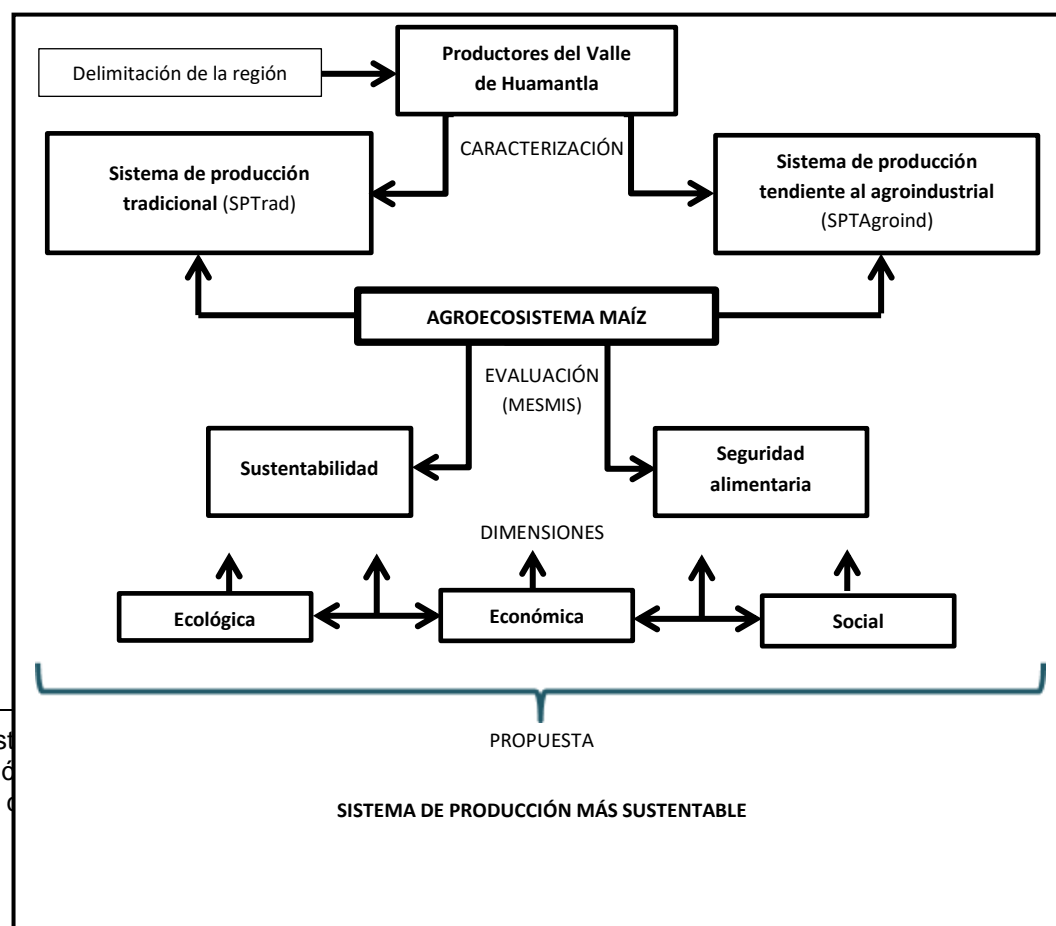 Delimitación de la región
Productores del Valle
de Huamantla
CARACTERIZACIÓN
Sistema de producción
tradicional (SPTrad)
Sistema de producción
tendiente al agroindustrial
(SPTAgroind)
AGROECOSISTEMA MAÍZ
EVALUACIÓN
(MESMIS)
Sustentabilidad
Seguridad
alimentaria
DIMENSIONES
Ecológica
Económica
Social
PROPUESTA
SISTEMA DE PRODUCCIÓN MÁS SUSTENTABLE